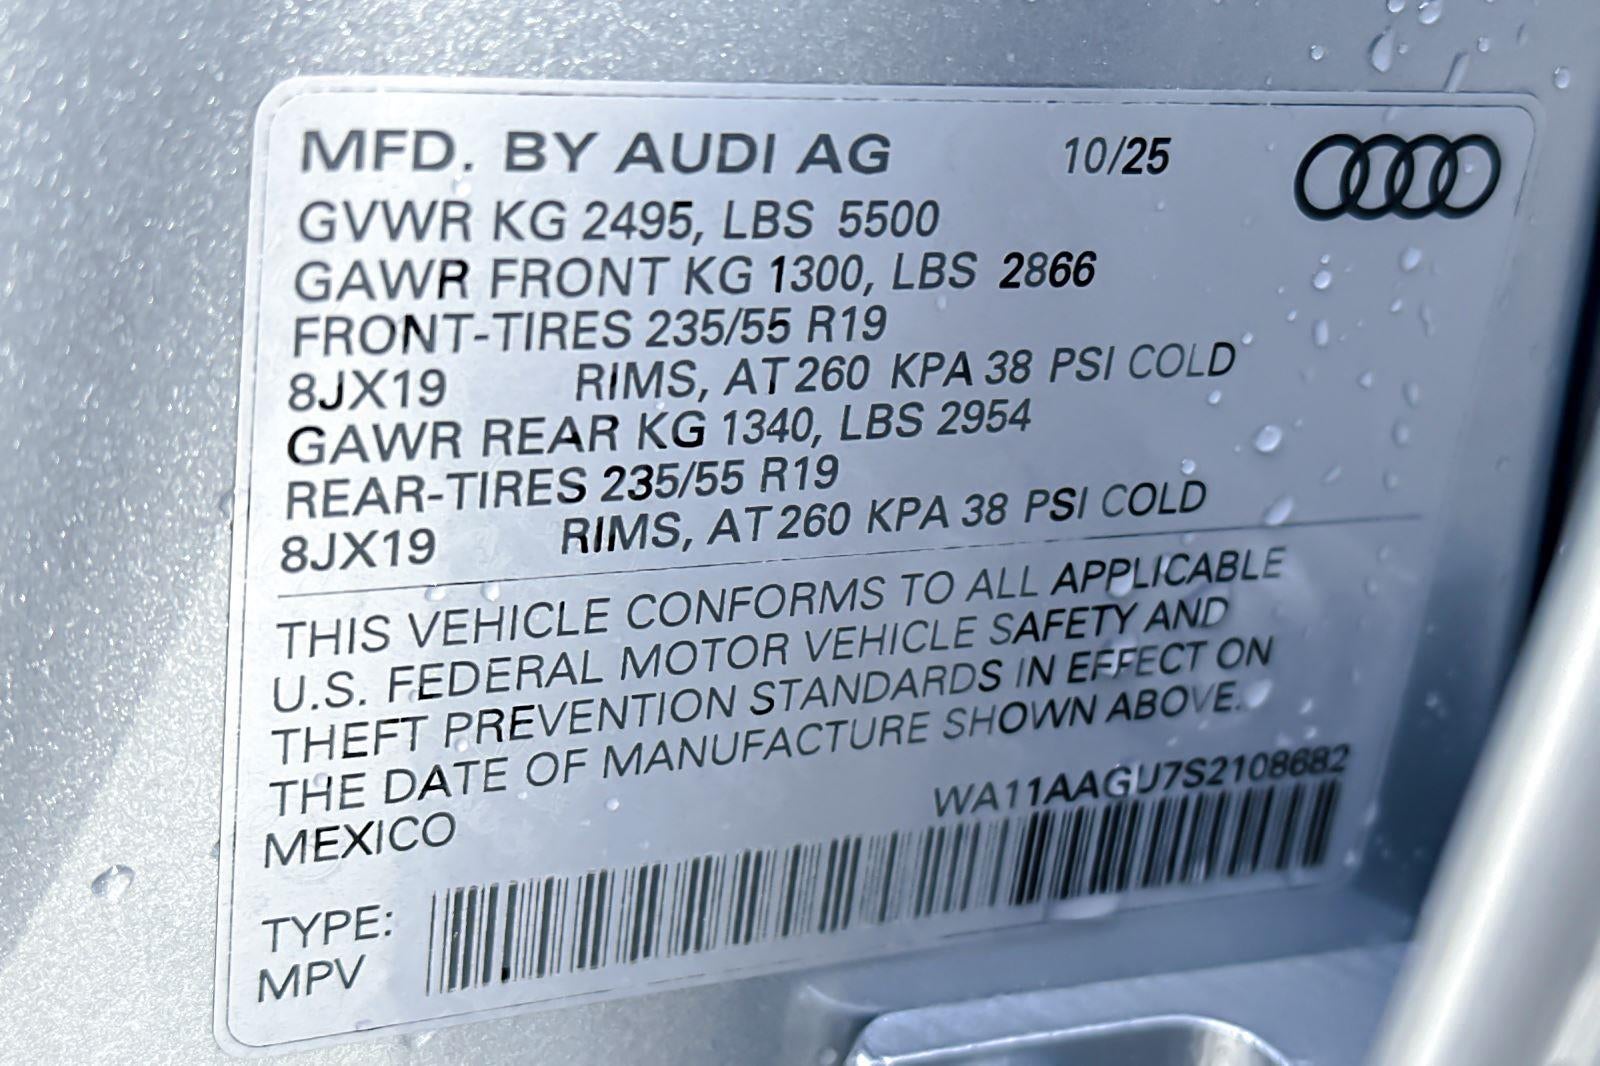 MFD. BY AUDI AG 10/25
GVWR KG 2495, LBS 5500
GAWR FRONT KG 1300, LBS 2866
FRONT-TIRES 235/55 R19
8JX19 RIMS, AT 260 KPA 38 PSI COLD
GAWR REAR KG 1340, LBS 2954
REAR-TIRES 235/55 R19
8JX19 RIMS, AT 260 KPA 38 PSI COLD
THIS VEHICLE CONFORMS TO ALL APPLICABLE
U.S. FEDERAL MOTOR VEHICLE SAFETY AND
THEFT PREVENTION STANDARDS IN EFFECT ON
THE DATE OF MANUFACTURE SHOWN ABOVE.
MEXICO
WA11AAGU7S2108682
TYPE:
MPV